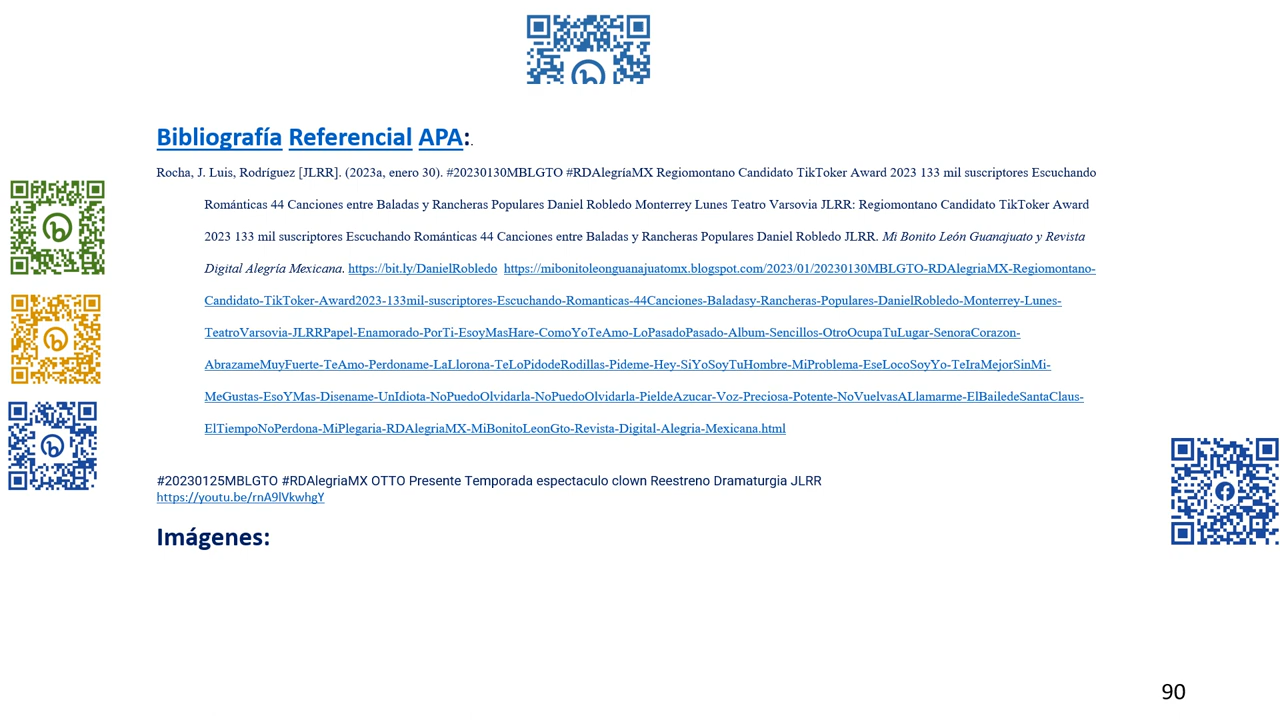 Bibliografía Referencial APA:.
Rocha, J. Luis, Rodríguez [JLRR]. (2023a, enero 30). #20230130MBLGTO #RDAlegríaMX Regiomontano Candidato TikToker Award 2023 133 mil suscriptores Escuchando
Románticas 44 Canciones entre Baladas y Rancheras Populares Daniel Robledo Monterrey Lunes Teatro Varsovia JLRR: Regiomontano Candidato TikToker Award
2023 133 mil suscriptores Escuchando Románticas 44 Canciones entre Baladas y Rancheras Populares Daniel Robledo JLRR. Mi Bonito León Guanajuato y Revista
Digital Alegría Mexicana. https://bit.ly/DanielRobledo https://mibonitoleonguanajuatomx.blogspot.com/2023/01/20230130MBLGTO-RDAlegriaMX-Regiomontano-
Candidato-TikToker-Award2023-133mil-suscriptores-Escuchando-Romanticas-44Canciones-Baladasy-Rancheras-Populares-DanielRobledo-Monterrey-Lunes-
TeatroVarsovia-JLRRPapel-Enamorado-PorTi-EsoyMasHare-ComoYoTeAmo-LoPasadoPasado-Album-Sencillos-OtroOcupaTuLugar-SenoraCorazon-
AbrazameMuyFuerte-TeAmo-Perdoname-LaLlorona-TeLoPidodeRodillas-Pideme-Hey-SiYoSoyTuHombre-MiProblema-EseLocoSoyYo-TeIraMejorSinMi-
MeGustas-EsoYMas-Disename-UnIdiota-NoPuedoOlvidarla-NoPuedoOlvidarla-PieldeAzucar-Voz-Preciosa-Potente-NoVuelvasALlamarme-ElBailedeSantaClaus-
ElTiempoNoPerdona-MiPlegaria-RDAlegriaMX-MiBonitoLeonGto-Revista-Digital-Alegria-Mexicana.html
#20230125MBLGTO #RDAlegriaMX OTTO Presente Temporada espectaculo clown Reestreno Dramaturgia JLRR
https://youtu.be/rnA9lVkwhgY
Imágenes:
90